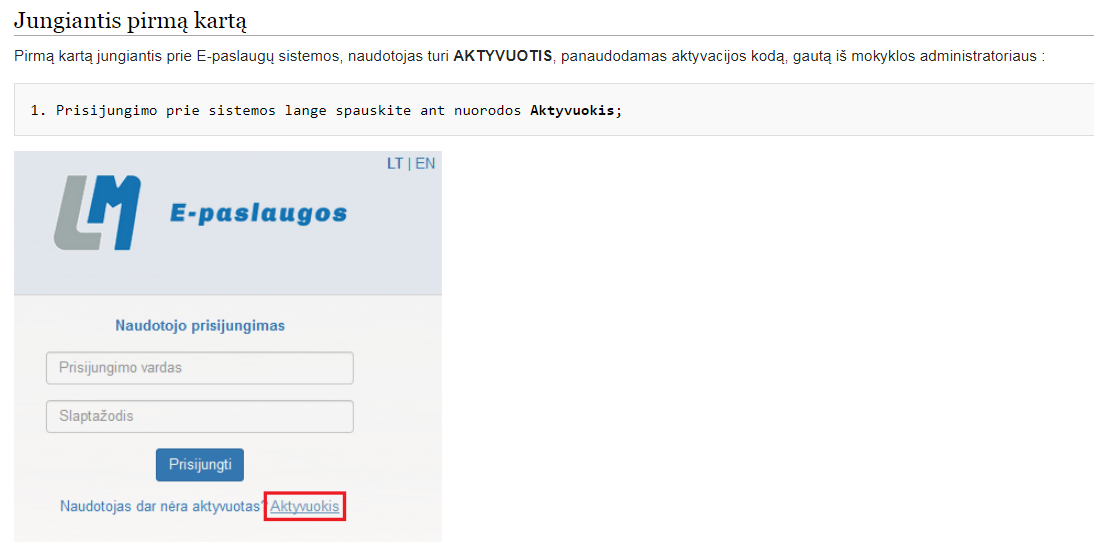 Jungiantis pirmą kartą
Pirmą kartą jungiantis prie E-paslaugų sistemos, naudotojas turi AKTYVUOTIS, panaudodamas aktyvacijos kodą, gautą iš mokyklos administratoriaus :
1. Prisijungimo prie sistemos lange spauskite ant nuorodos Aktyvuokis;
LT | EN
LM E-paslaugos
Naudotojo prisijungimas
Prisijungimo vardas
Slaptažodis
Prisijungti
Naudotojas dar nėra aktyvuotas? Aktyvuokis